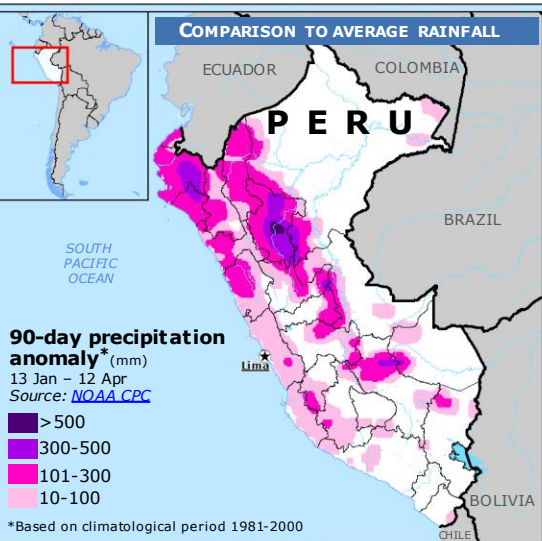 COMPARISON TO AVERAGE RAINFALL
ECUADOR
COLOMBIA
PERU
BRAZIL
SOUTH
PACIFIC
OCEAN
90-day precipitation
anomaly* (mm)
13 Jan – 12 Apr
Source: NOAA CPC
Lima
>500
300-500
101-300
10-100
*Based on climatological period 1981-2000
BOLIVIA
CHILE